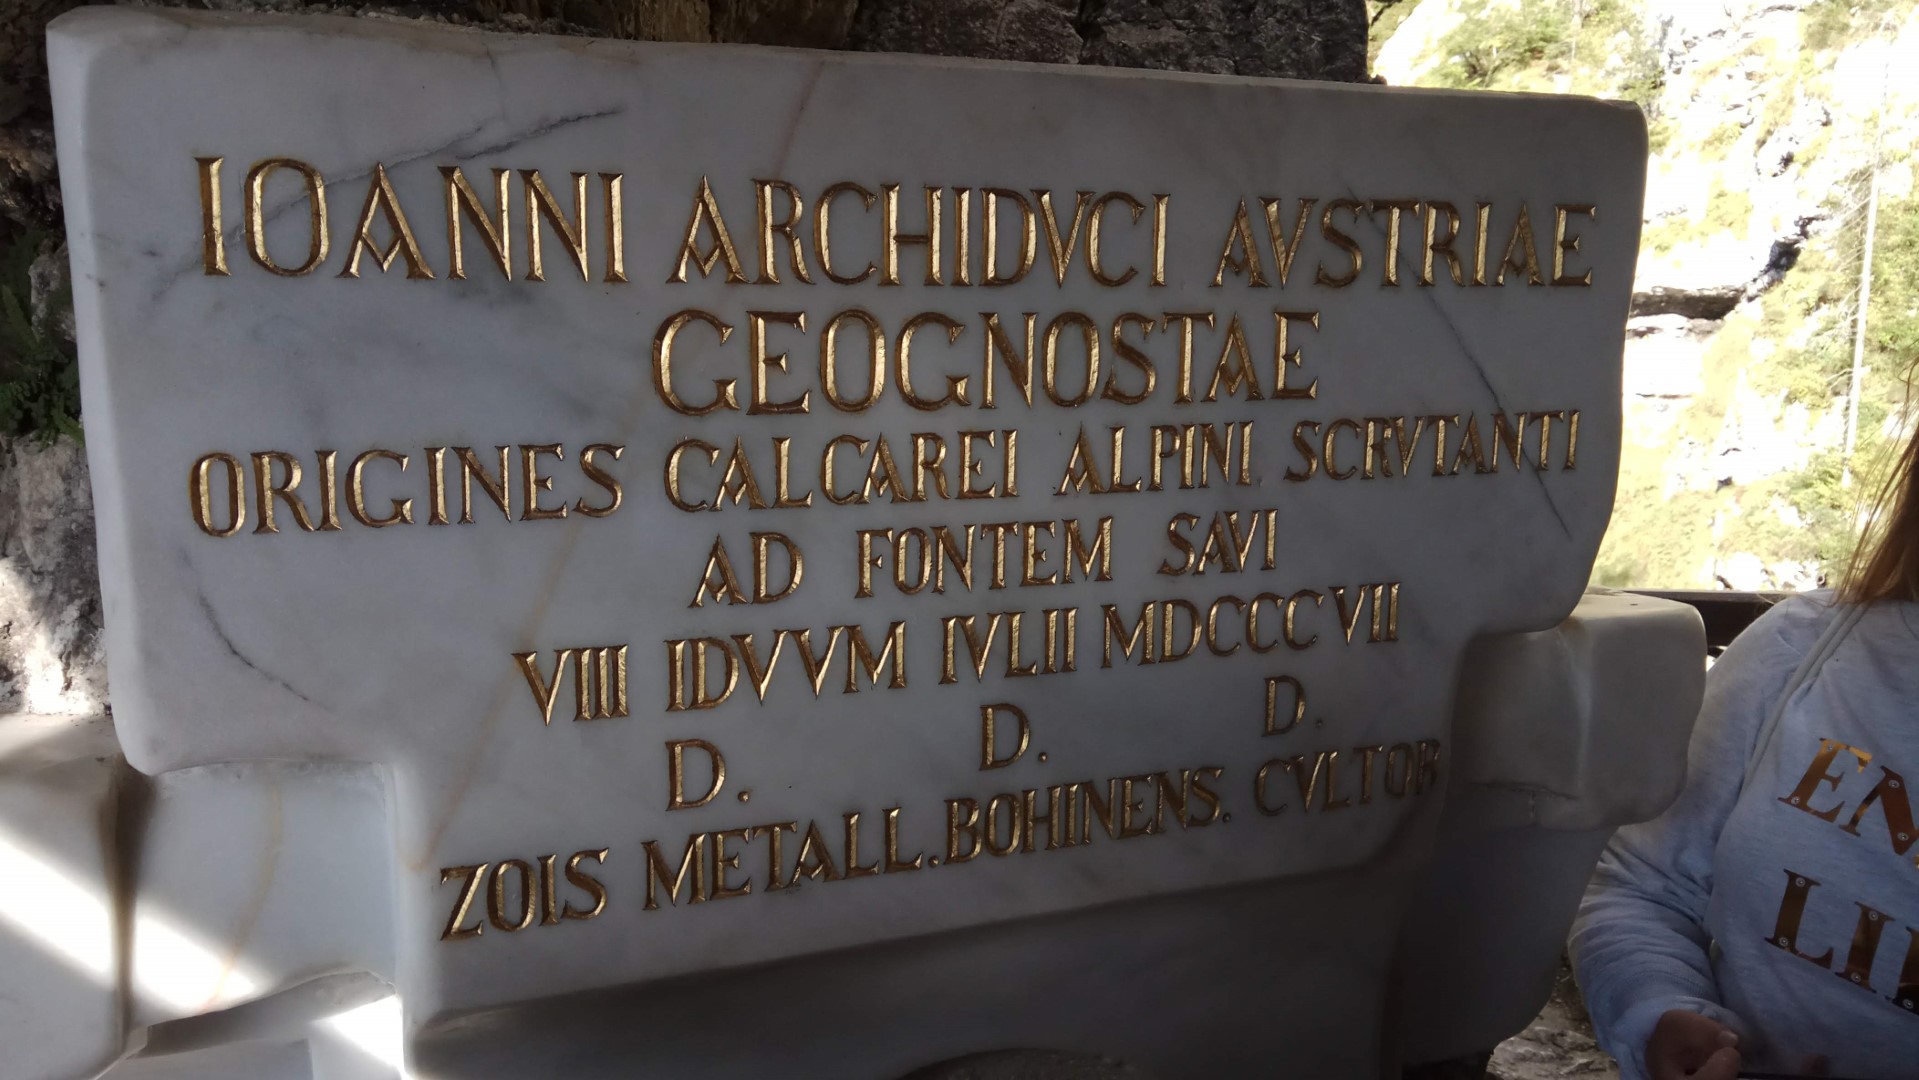 IOANNI ARCHIDVCI AVSTRIAE
GEOGNOSTAE
ORIGINES CALCAREI ALPINI SCRVTANTI
AD FONTEM SAVI
VIII IDVVM IVLII MDCCCVII
D. D. D.
ZOIS METALL. BOHINENS. CVLTOR